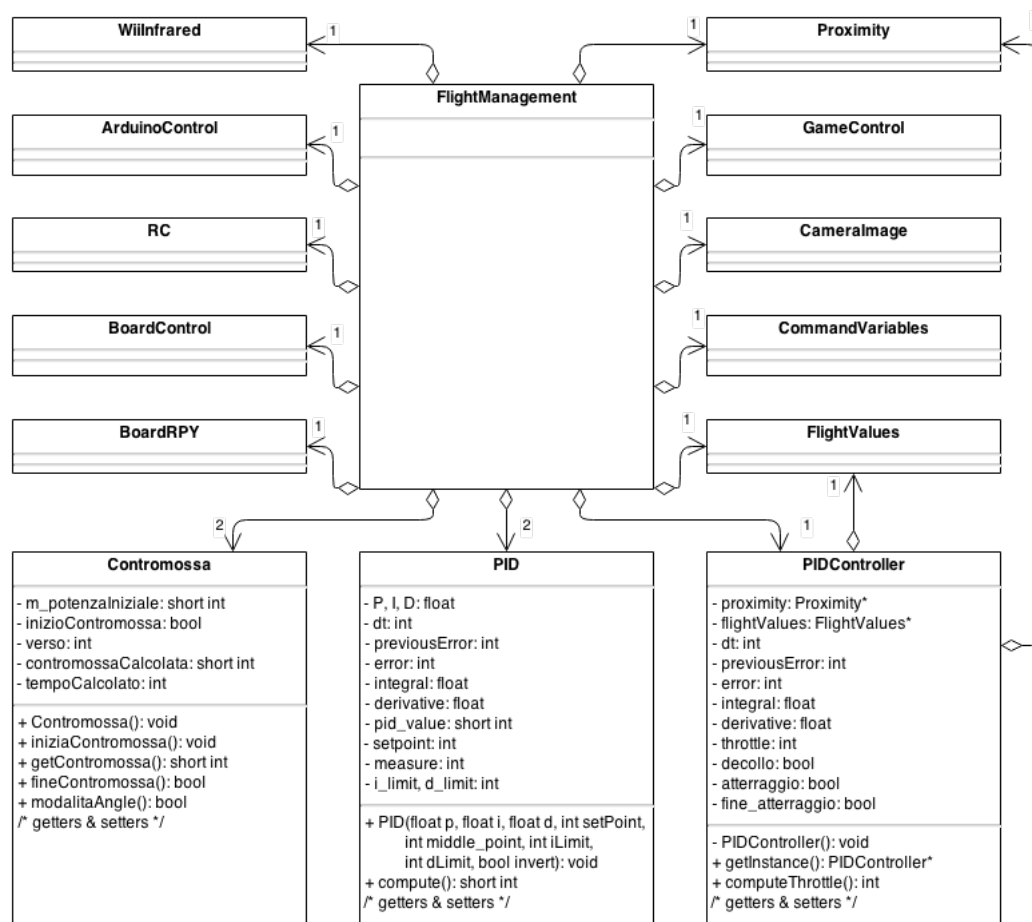 WiiInfrared
1
1
Proximity
FlightManagement
ArduinoControl
1
1
GameControl
RC
1
1
CameraImage
BoardControl
1
1
CommandVariables
BoardRPY
1
1
FlightValues
1
2
2
1
Contromossa
- m_potenzaIniziale: short int
- inizioContromossa: bool
- verso: int
- contromossaCalcolata: short int
- tempoCalcolato: int
+ Contromossa(): void
+ iniziaContromossa(): void
+ getContromossa(): short int
+ fineContromossa(): bool
+ modalitaAngle(): bool
/* getters & setters */
PID
- P, I, D: float
- dt: int
- previousError: int
- error: int
- integral: float
- derivative: float
- pid_value: short int
- setpoint: int
- measure: int
- i_limit, d_limit: int
+ PID(float p, float i, float d, int setPoint,
int middle_point, int iLimit,
int dLimit, bool invert): void
+ compute(): short int
/* getters & setters */
PIDController
- proximity: Proximity*
- flightValues: FlightValues*
- dt: int
- previousError: int
- error: int
- integral: float
- derivative: float
- throttle: int
- decollo: bool
- atterraggio: bool
- fine_atterraggio: bool
- PIDController(): void
+ getInstance(): PIDController*
+ computeThrottle(): int
/* getters & setters */